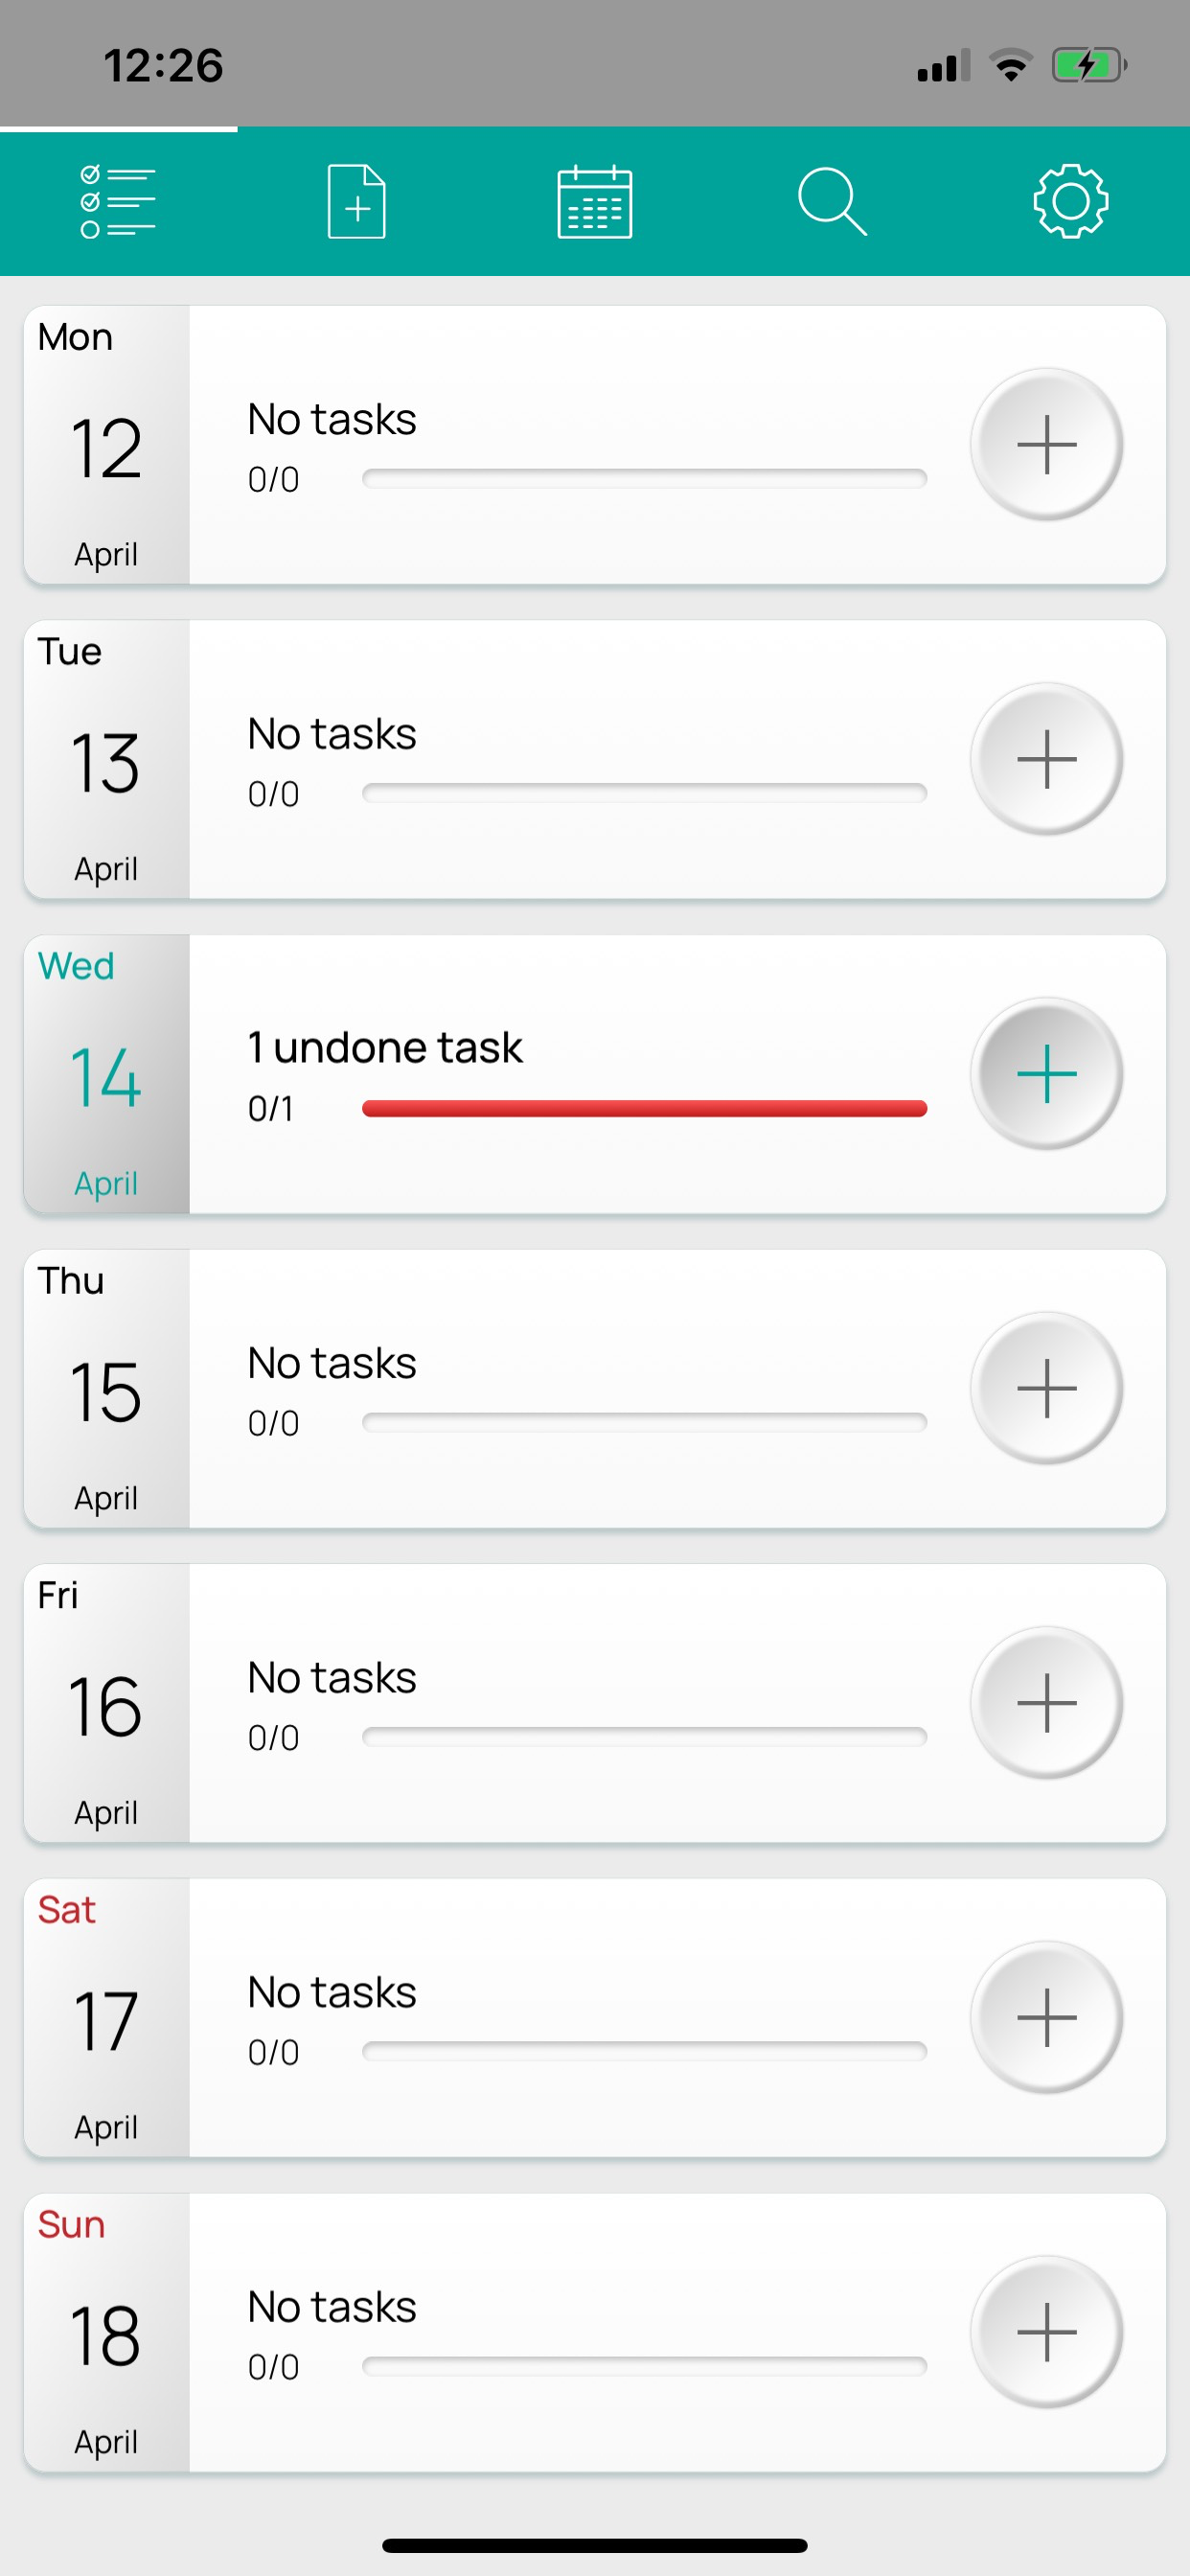 12:26
Mon
12
April
No tasks
0/0
Tue
13
April
No tasks
0/0
Wed
14
April
1 undone task
0/1
Thu
15
April
No tasks
0/0
Fri
16
April
No tasks
0/0
Sat
17
April
No tasks
0/0
Sun
18
April
No tasks
0/0